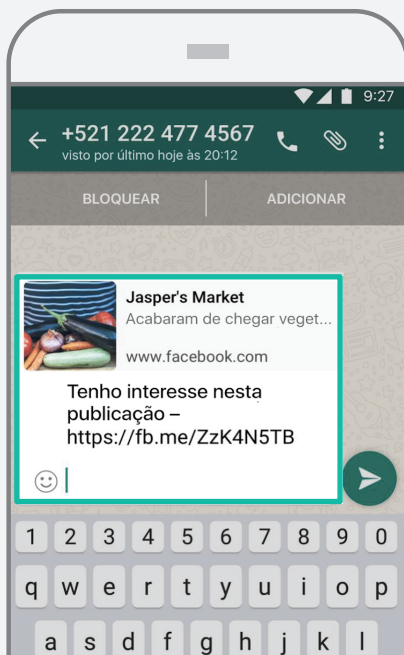 9:27
+521 222 477 4567
visto por último hoje às 20:12
BLOQUEAR ADICIONAR
Jasper's Market
Acabaram de chegar veget...
www.facebook.com
Tenho interesse nesta
publicação –
https://fb.me/ZzK4N5TB
1 2 3 4 5 6 7 8 9 0
q w e r t y u i o p
a s d f g h j k l